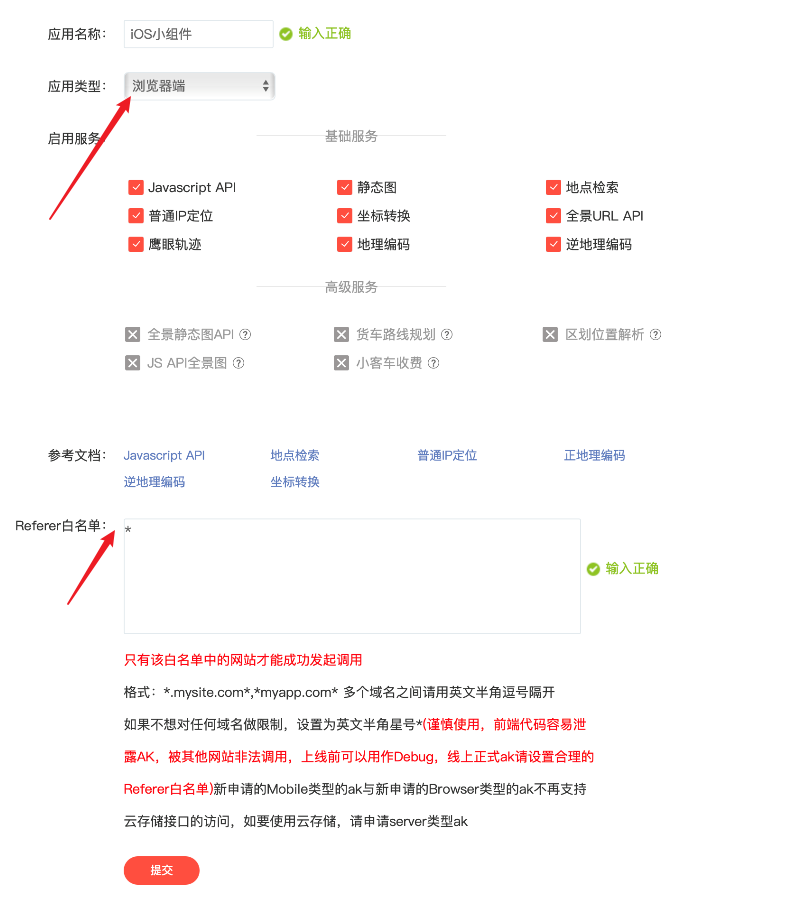 应用名称： iOS小组件 输入正确
应用类型： 浏览器端
启用服务： 基础服务
Javascript API 静态图 地点检索
普通IP定位 坐标转换 全景URL API
鹰眼轨迹 地理编码 逆地理编码
高级服务
全景静态图API ? 货车路线规划 ? 区划位置解析 ?
JS API全景图 ? 小客车收费 ?
参考文档： Javascript API 地点检索 普通IP定位 正地理编码
逆地理编码 坐标转换
Referer白名单： *
输入正确
只有该白名单中的网站才能成功发起调用
格式：*.mysite.com*,*myapp.com* 多个域名之间请用英文半角逗号隔开
如果不想对任何域名做限制，设置为英文半角星号*(谨慎使用，前端代码容易泄
露AK，被其他网站非法调用，上线前可以用作Debug，线上正式ak请设置合理的
Referer白名单)新申请的Mobile类型的ak与新申请的Browser类型的ak不再支持
云存储接口的访问，如要使用云存储，请申请server类型ak
提交